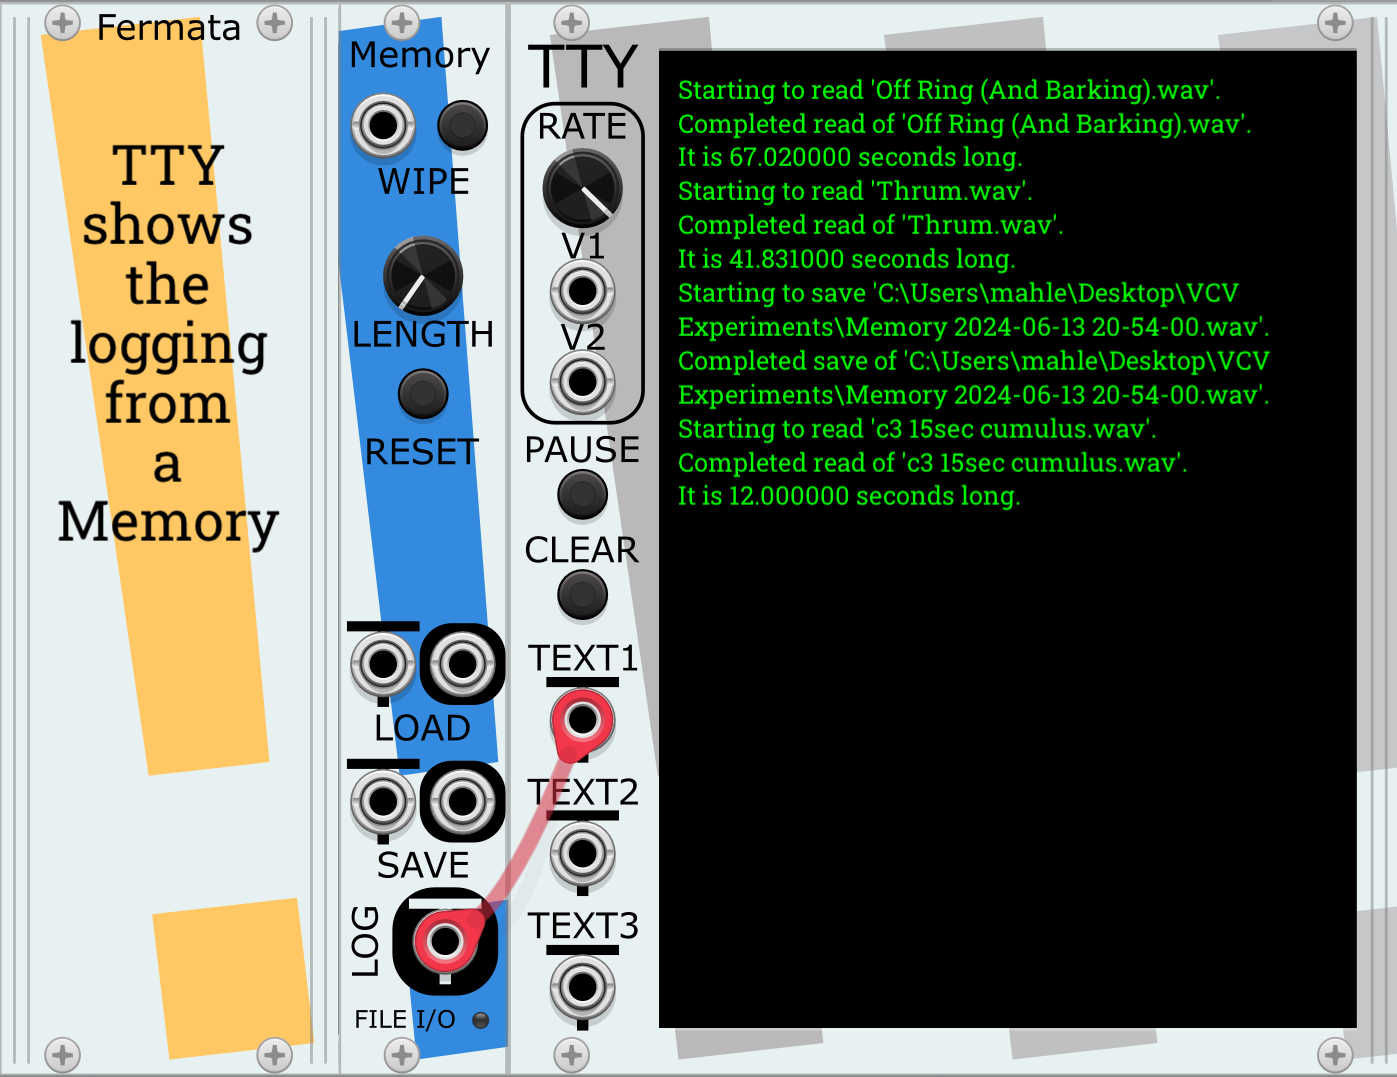 Fermata
TTY
shows
the
logging
from
a
Memory
Memory
WIPE
LENGTH
RESET
LOAD
SAVE
LOG
FILE I/O
TTY
RATE
V1
V2
PAUSE
CLEAR
TEXT1
TEXT2
TEXT3
Starting to read 'Off Ring (And Barking).wav'.
Completed read of 'Off Ring (And Barking).wav'.
It is 67.020000 seconds long.
Starting to read 'Thrum.wav'.
Completed read of 'Thrum.wav'.
It is 41.831000 seconds long.
Starting to save 'C:\Users\mahle\Desktop\VCV
Experiments\Memory 2024-06-13 20-54-00.wav'.
Completed save of 'C:\Users\mahle\Desktop\VCV
Experiments\Memory 2024-06-13 20-54-00.wav'.
Starting to read 'c3 15sec cumulus.wav'.
Completed read of 'c3 15sec cumulus.wav'.
It is 12.000000 seconds long.